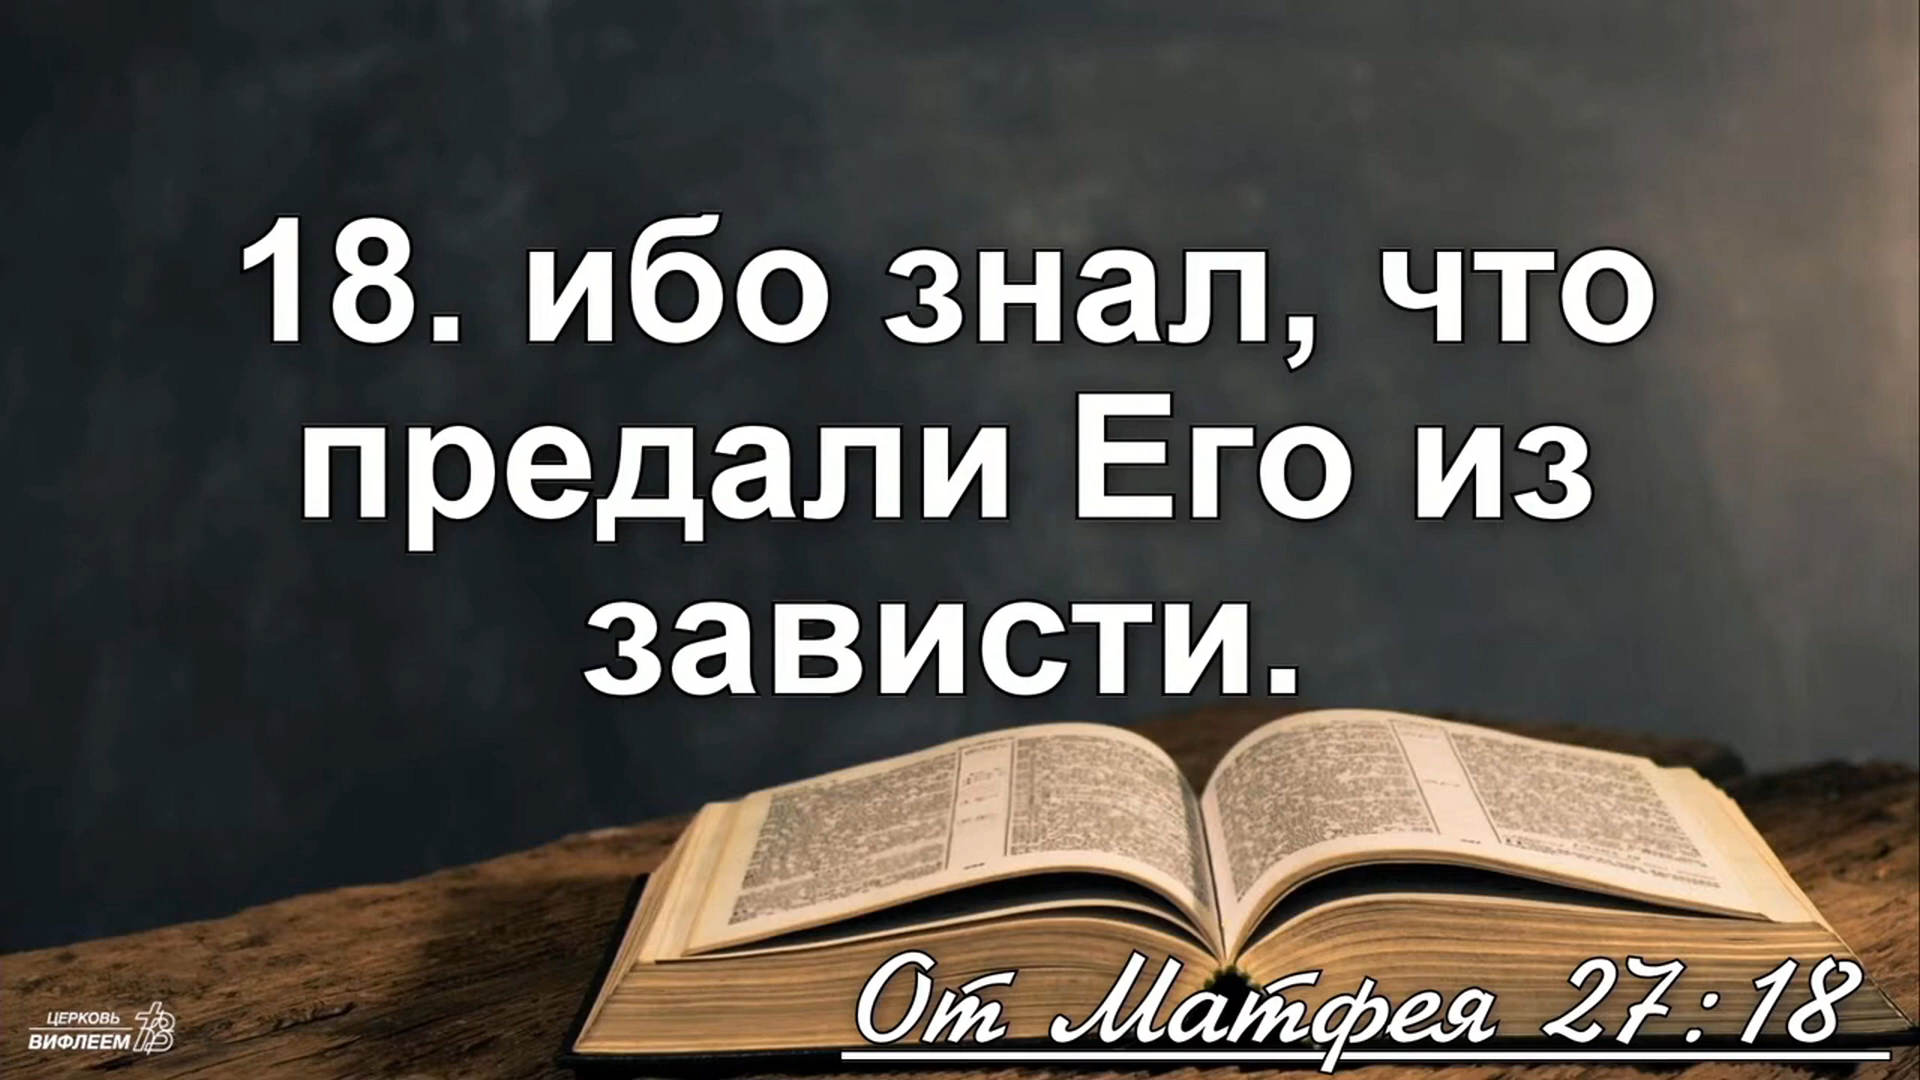 18. ибо знал, что
предали Его из
зависти.
От Матфея 27:18
ЦЕРКОВЬ
ВИФЛЕЕМ